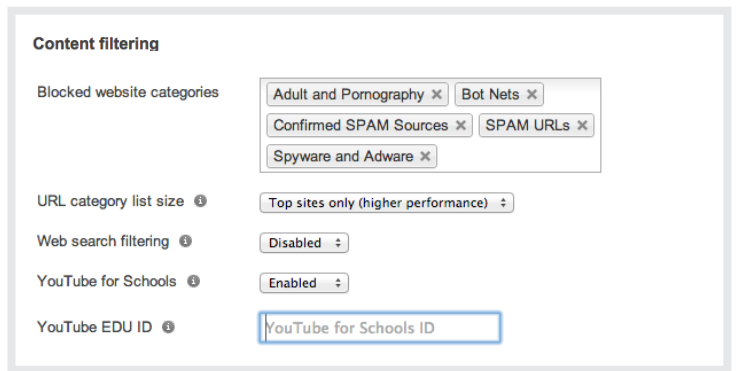 Content filtering
Blocked website categories
Adult and Pornography × Bot Nets ×
Confirmed SPAM Sources × SPAM URLs ×
Spyware and Adware ×
URL category list size i Top sites only (higher performance)
Web search filtering i Disabled
YouTube for Schools i Enabled
YouTube EDU ID i YouTube for Schools ID